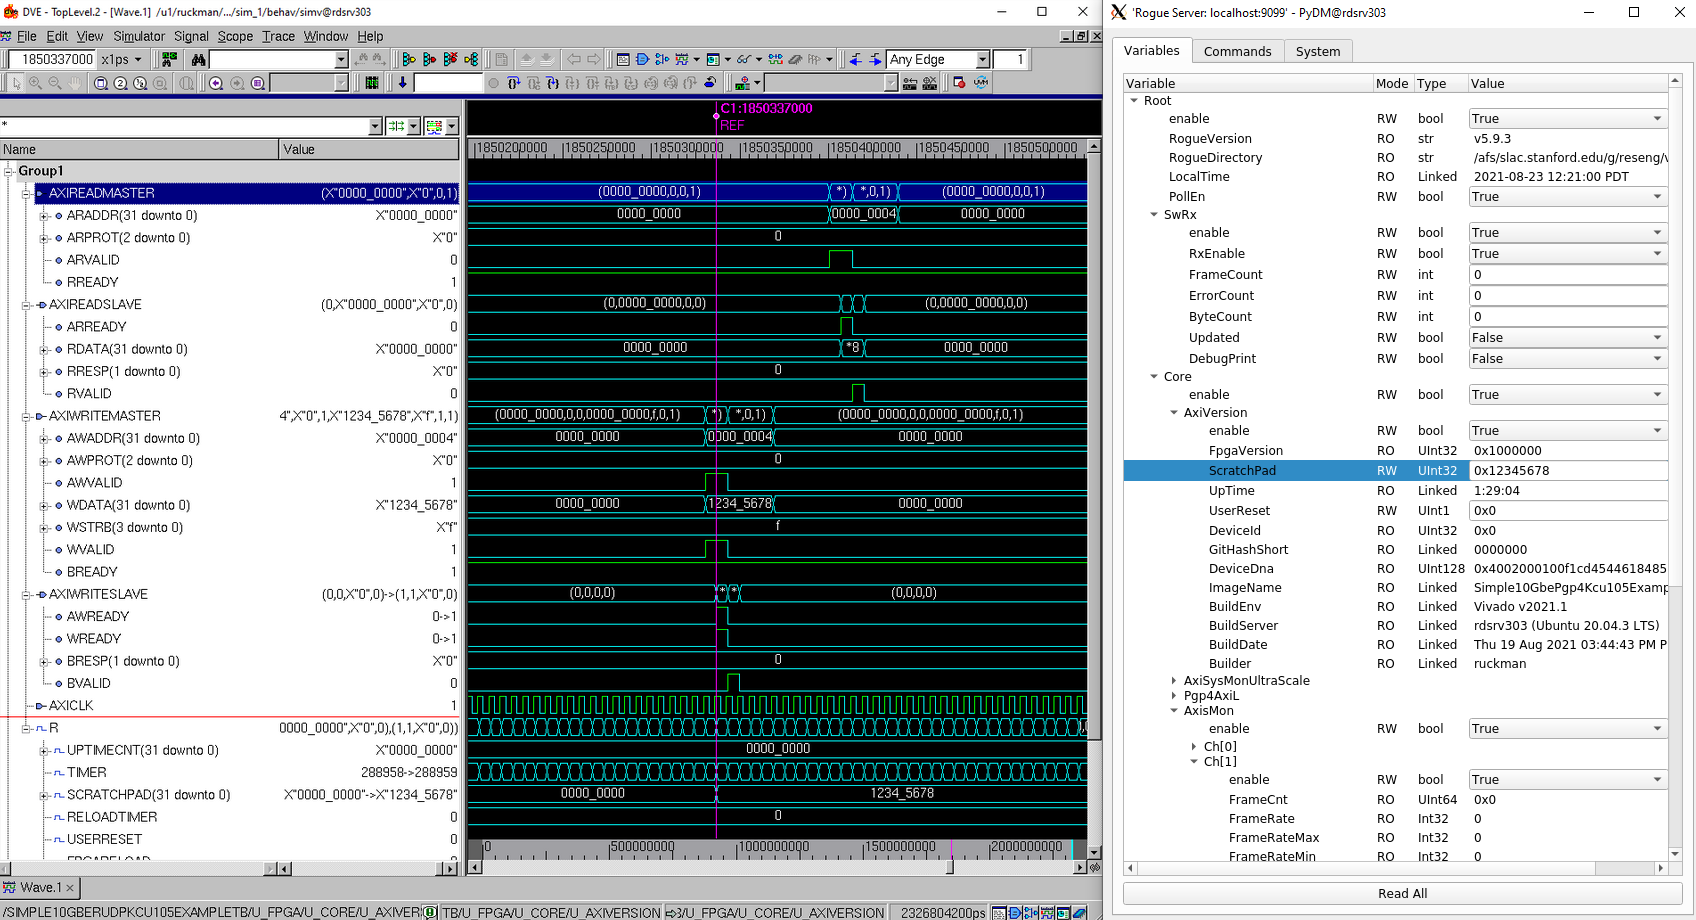 DVE - TopLevel.2 - [Wave.1] /u1/ruckman/.../sim_1/behav/simv@rdsrv303
File Edit View Simulator Signal Scope Trace Window Help
1850337000 x1ps Any Edge 1
*
C1:1850337000
REF
Name Value
1850200000 1850250000 1850300000 1850350000 1850400000 1850450000 1850500000
Group1
AXIREADMASTER (X"0000_0000",X"0",0,1) (0000_0000,0,0,1) *) *,0,1) (0000_0000,0,0,1)
ARADDR(31 downto 0) X"0000_0000" 0000_0000 0000_0004 0000_0000
ARPROT(2 downto 0) X"0" 0
ARVALID 0
RREADY 1
AXIREADSLAVE (0,X"0000_0000",X"0",0) (0,0000_0000,0,0) (0,0000_0000,0,0)
ARREADY 0
RDATA(31 downto 0) X"0000_0000" 0000_0000 *8 0000_0000
RRESP(1 downto 0) X"0" 0
RVALID 0
AXIWRITEMASTER 4",X"0",1,X"1234_5678",X"f",1,1) (0000_0000,0,0,0000_0000,f,0,1) *) *,0,1) (0000_0000,0,0,0000_0000,f,0,1)
AWADDR(31 downto 0) X"0000_0004" 0000_0000 0000_0004 0000_0000
AWPROT(2 downto 0) X"0" 0
AWVALID 1
WDATA(31 downto 0) X"1234_5678" 0000_0000 1234_5678 0000_0000
WSTRB(3 downto 0) X"f" f
WVALID 1
BREADY 1
AXIWRITESLAVE (0,0,X"0",0)->(1,1,X"0",0) (0,0,0,0) * * (0,0,0,0)
AWREADY 0->1
WREADY 0->1
BRESP(1 downto 0) X"0" 0
BVALID 0
AXICLK 1
R 0000_0000",X"0",0),(1,1,X"0",0))
UPTIMECNT(31 downto 0) X"0000_0000" 0000_0000
TIMER 288958->288959
SCRATCHPAD(31 downto 0) X"0000_0000"->X"1234_5678" 0000_0000 1234_5678
RELOADTIMER 0 0
USERRESET 0
0 500000000 1000000000 1500000000 2000000000
Wave.1
/SIMPLE10GBERUDPKCU105EXAMPLETB/U_FPGA/U_CORE/U_AXIVER TB/U_FPGA/U_CORE/U_AXIVERSION /U_FPGA/U_CORE/U_AXIVERSION 2326804200ps
'Rogue Server: localhost:9099' - PyDM@rdsrv303
Variables Commands System
Variable Mode Type Value
Root
enable RW bool True
RogueVersion RO str v5.9.3
RogueDirectory RO str /afs/slac.stanford.edu/g/reseng/v
LocalTime RO Linked 2021-08-23 12:21:00 PDT
PollEn RW bool True
SwRx
enable RW bool True
RxEnable RW bool True
FrameCount RW int 0
ErrorCount RW int 0
ByteCount RW int 0
Updated RW bool False
DebugPrint RW bool False
Core
enable RW bool True
AxiVersion
enable RW bool True
FpgaVersion RO UInt32 0x1000000
ScratchPad RW UInt32 0x12345678
UpTime RO Linked 1:29:04
UserReset RW UInt1 0x0
DeviceId RO UInt32 0x0
GitHashShort RO Linked 0000000
DeviceDna RO UInt128 0x4002000100f1cd4544618485
ImageName RO Linked Simple10GbePgp4Kcu105Examp
BuildEnv RO Linked Vivado v2021.1
BuildServer RO Linked rdsrv303 (Ubuntu 20.04.3 LTS)
BuildDate RO Linked Thu 19 Aug 2021 03:44:43 PM P
Builder RO Linked ruckman
AxiSysMonUltraScale
Pgp4AxiL
AxisMon
enable RW bool True
Ch[0]
Ch[1]
enable RW bool True
FrameCnt RO UInt64 0x0
FrameRate RO Int32 0
FrameRateMax RO Int32 0
FrameRateMin RO Int32 0
Read All